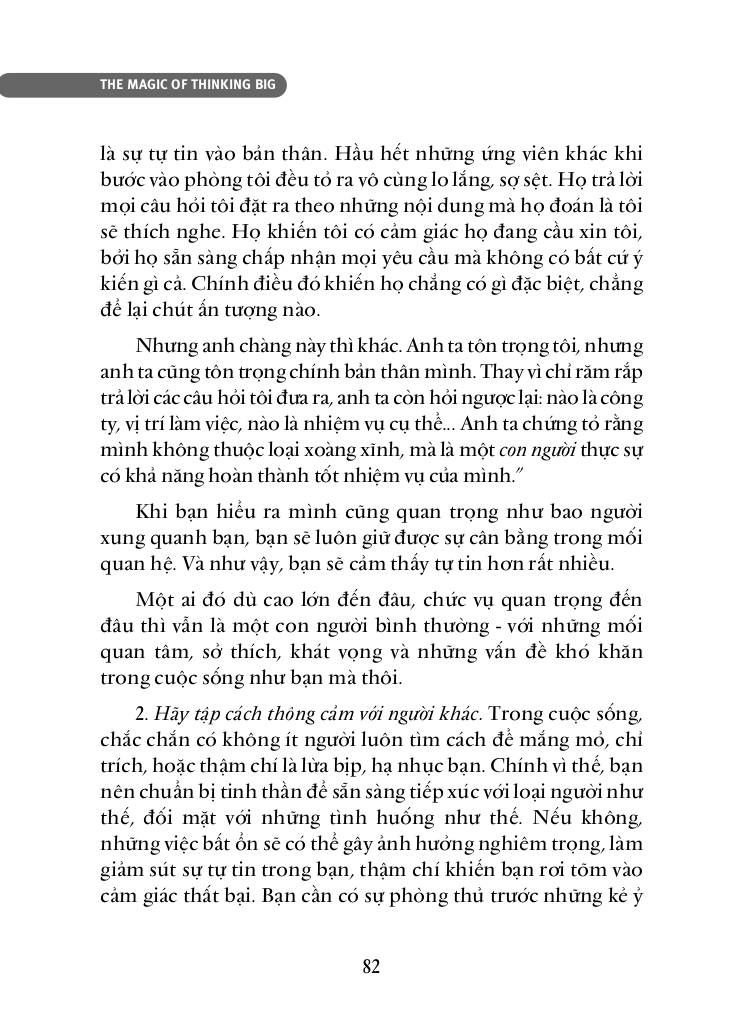 THE MAGIC OF THINKING BIG
là sự tự tin vào bản thân. Hầu hết những ứng viên khác khi
bước vào phòng tôi đều tỏ ra vô cùng lo lắng, sợ sệt. Họ trả lời
mọi câu hỏi tôi đặt ra theo những nội dung mà họ đoán là tôi
sẽ thích nghe. Họ khiến tôi có cảm giác họ đang cầu xin tôi,
bởi họ sẵn sàng chấp nhận mọi yêu cầu mà không có bất cứ ý
kiến gì cả. Chính điều đó khiến họ chẳng có gì đặc biệt, chẳng
để lại chút ấn tượng nào.
Nhưng anh chàng này thì khác. Anh ta tôn trọng tôi, nhưng
anh ta cũng tôn trọng chính bản thân mình. Thay vì chỉ răm rắp
trả lời các câu hỏi tôi đưa ra, anh ta còn hỏi ngược lại: nào là công
ty, vị trí làm việc, nào là nhiệm vụ cụ thể... Anh ta chứng tỏ rằng
mình không thuộc loại xoàng xĩnh, mà là một con người thực sự
có khả năng hoàn thành tốt nhiệm vụ của mình.”
Khi bạn hiểu ra mình cũng quan trọng như bao người
xung quanh bạn, bạn sẽ luôn giữ được sự cân bằng trong mối
quan hệ. Và như vậy, bạn sẽ cảm thấy tự tin hơn rất nhiều.
Một ai đó dù cao lớn đến đâu, chức vụ quan trọng đến
đâu thì vẫn là một con người bình thường - với những mối
quan tâm, sở thích, khát vọng và những vấn đề khó khăn
trong cuộc sống như bạn mà thôi.
2. Hãy tập cách thông cảm với người khác. Trong cuộc sống,
chắc chắn có không ít người luôn tìm cách để mắng mỏ, chỉ
trích, hoặc thậm chí là lừa bịp, hạ nhục bạn. Chính vì thế, bạn
nên chuẩn bị tinh thần để sẵn sàng tiếp xúc với loại người như
thế, đối mặt với những tình huống như thế. Nếu không,
những việc bất ổn sẽ có thể gây ảnh hưởng nghiêm trọng, làm
giảm sút sự tự tin trong bạn, thậm chí khiến bạn rơi tõm vào
cảm giác thất bại. Bạn cần có sự phòng thủ trước những kẻ ỷ
82